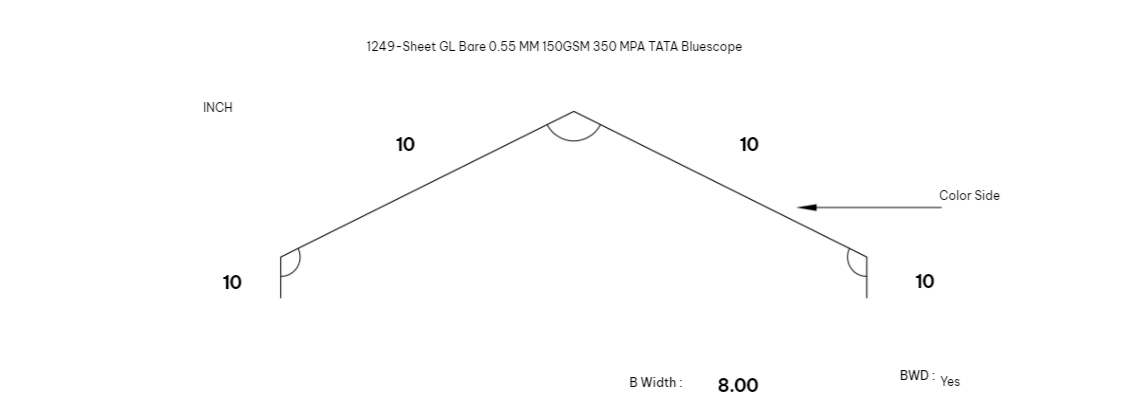 1249-Sheet GL Bare 0.55 MM 150GSM 350 MPA TATA Bluescope
INCH
10
10
Color Side
10
10
B Width : 8.00
BWD : Yes